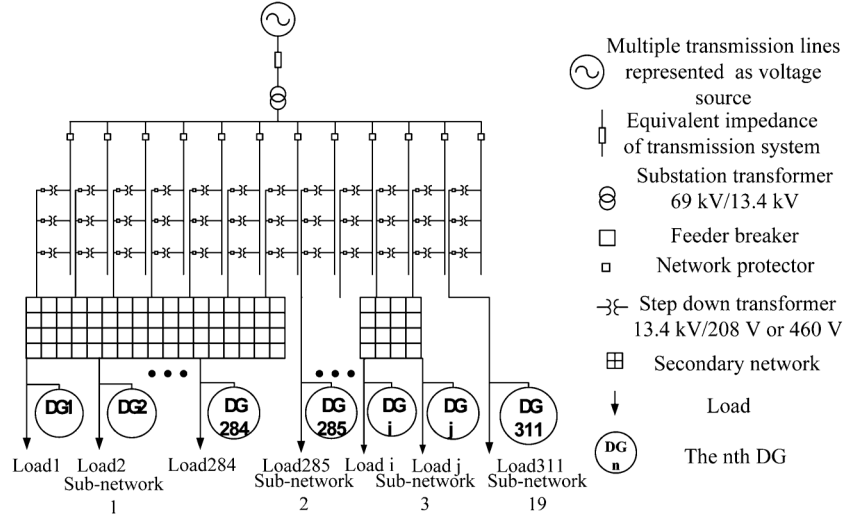 Multiple transmission lines
represented as voltage
source
Equivalent impedance
of transmission system
Substation transformer
69 kV/13.4 kV
Feeder breaker
Network protector
Step down transformer
13.4 kV/208 V or 460 V
Secondary network
Load
DG
n
The nth DG
DG1
DG2
DG
284
DG
285
DG
i
DG
j
DG
311
Load1
Load2
Load284
Load285
Load i
Load j
Load311
Sub-network
1
Sub-network
2
Sub-network
3
Sub-network
19